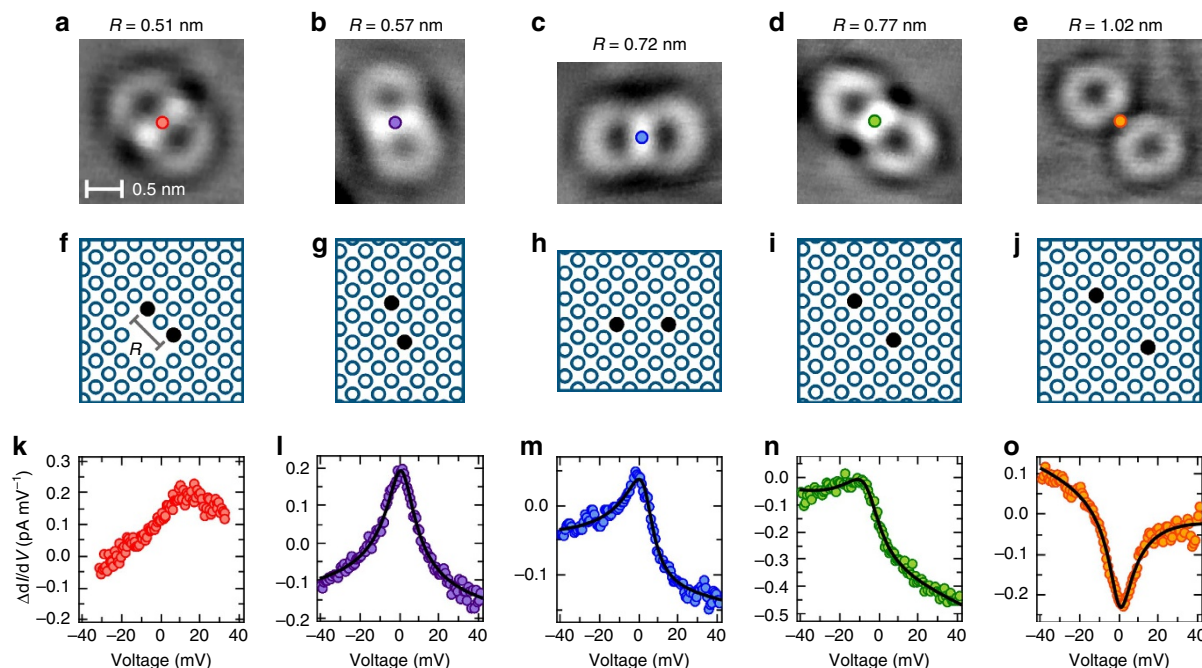 a b c d e
R = 0.51 nm R = 0.57 nm R = 0.72 nm R = 0.77 nm R = 1.02 nm
0.5 nm
f g h i j
R
k l m n o
ΔdI/dV (pA mV⁻¹)
0.3
0.2
0.1
0.0
−0.1
−0.2
−40 −20 0 20 40
Voltage (mV)
0.2
0.1
0.0
−0.1
−40 −20 0 20 40
Voltage (mV)
0.0
−0.1
−40 −20 0 20 40
Voltage (mV)
−0.0
−0.1
−0.2
−0.3
−0.4
−0.5
−40 −20 0 20 40
Voltage (mV)
0.1
0.0
−0.1
−0.2
−40 −20 0 20 40
Voltage (mV)